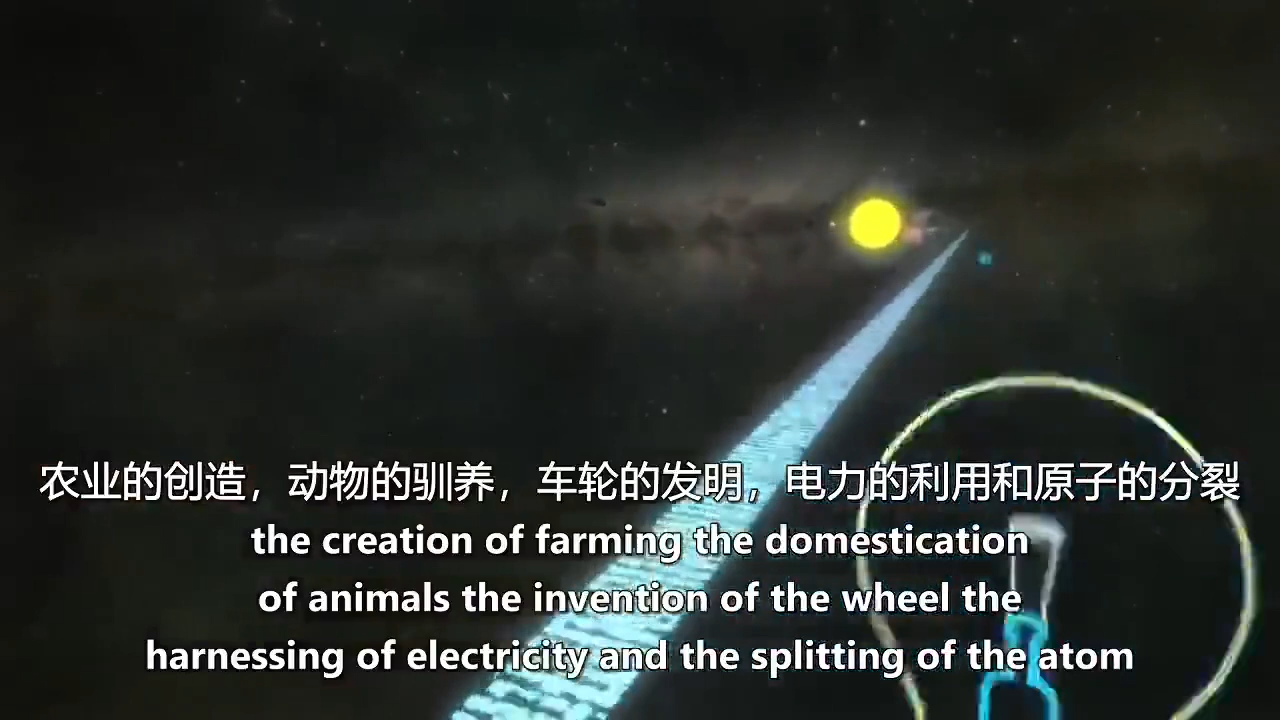 农业的创造，动物的驯养，车轮的发明，电力的利用和原子的分裂
the creation of farming the domestication
of animals the invention of the wheel the
harnessing of electricity and the splitting of the atom